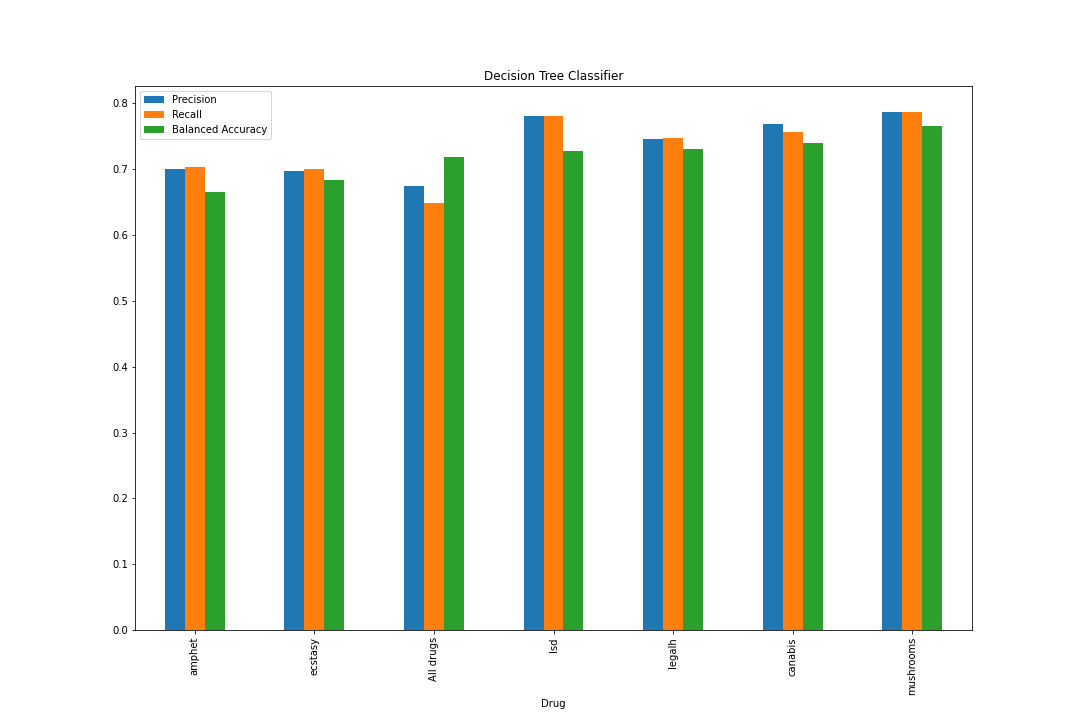 Decision Tree Classifier
Precision
Recall
Balanced Accuracy
0.8
0.7
0.6
0.5
0.4
0.3
0.2
0.1
0.0
amphet
ecstasy
All drugs
lsd
legalh
canabis
mushrooms
Drug